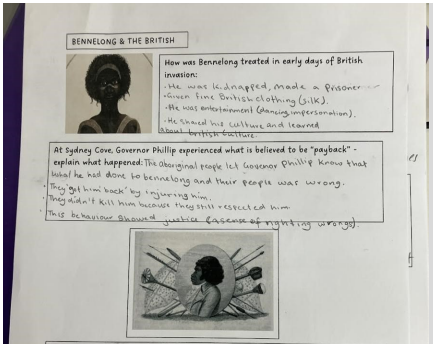 BENNELONG & THE BRITISH
How was Bennelong treated in early days of British
invasion:
· He was kidnapped, made a prisoner
· Given fine British clothing (silk).
· He was entertainment (dancing, impersonation).
· He shared his culture and learned
about british culture.
At Sydney Cove, Governor Phillip experienced what is believed to be "payback" -
explain what happened: The aboriginal people let Govenor phillip know that
what he had done to bennelong and their people was wrong.
· They 'got him back' by injuring him.
· They didn't kill him because they still respected him
· This behaviour showed justice (a sense of righting wrongs).